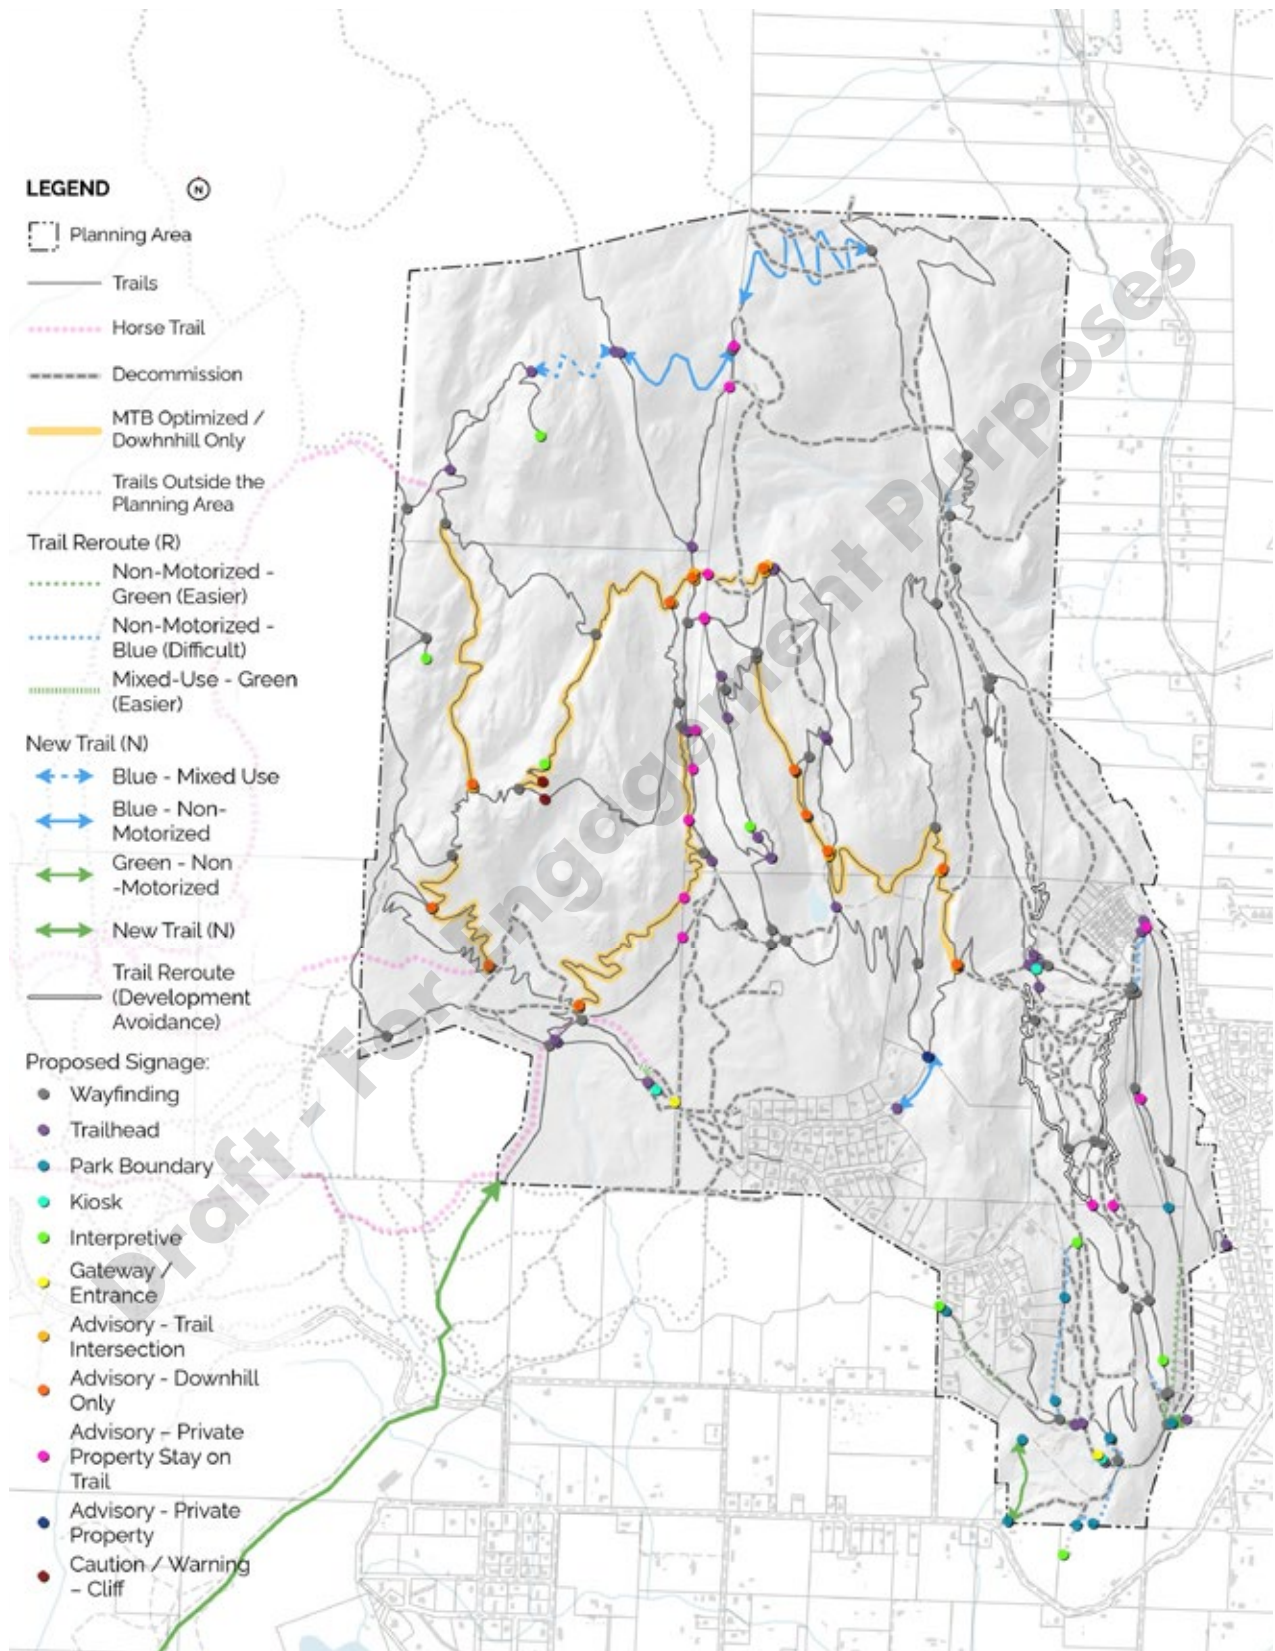 LEGEND
N
Planning Area
Trails
Horse Trail
Decommission
MTB Optimized /
Dowhnhill Only
Trails Outside the
Planning Area
Trail Reroute (R)
Non-Motorized -
Green (Easier)
Non-Motorized -
Blue (Difficult)
Mixed-Use - Green
(Easier)
New Trail (N)
Blue - Mixed Use
Blue - Non-
Motorized
Green - Non
-Motorized
New Trail (N)
Trail Reroute
(Development
Avoidance)
Proposed Signage:
Wayfinding
Trailhead
Park Boundary
Kiosk
Interpretive
Gateway /
Entrance
Advisory - Trail
Intersection
Advisory - Downhill
Only
Advisory – Private
Property Stay on
Trail
Advisory - Private
Property
Caution / Warning
– Cliff
Draft - For Engagement Purposes